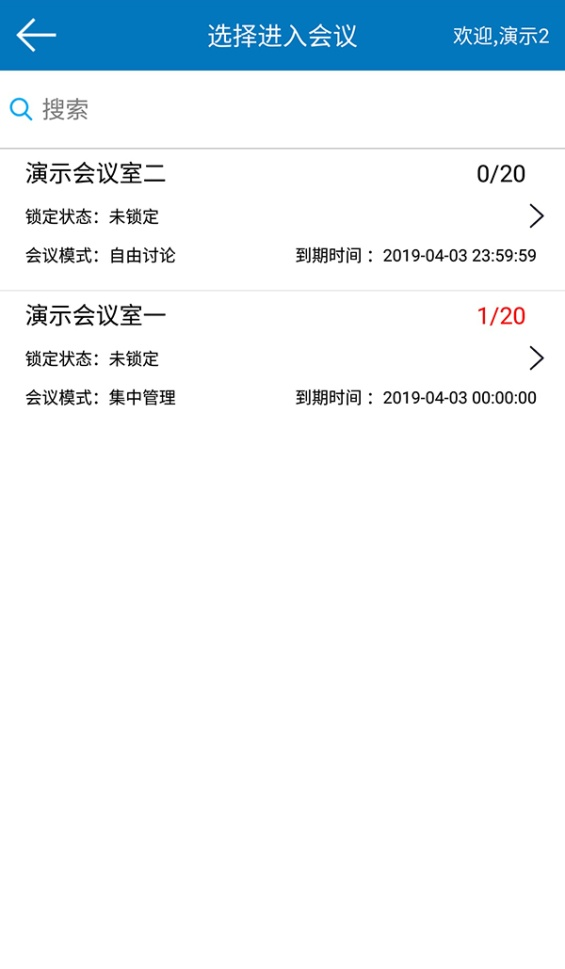 选择进入会议 欢迎,演示2
搜索
演示会议室二 0/20
锁定状态：未锁定
会议模式：自由讨论 到期时间 ：2019-04-03 23:59:59
演示会议室一 1/20
锁定状态：未锁定
会议模式：集中管理 到期时间 ：2019-04-03 00:00:00